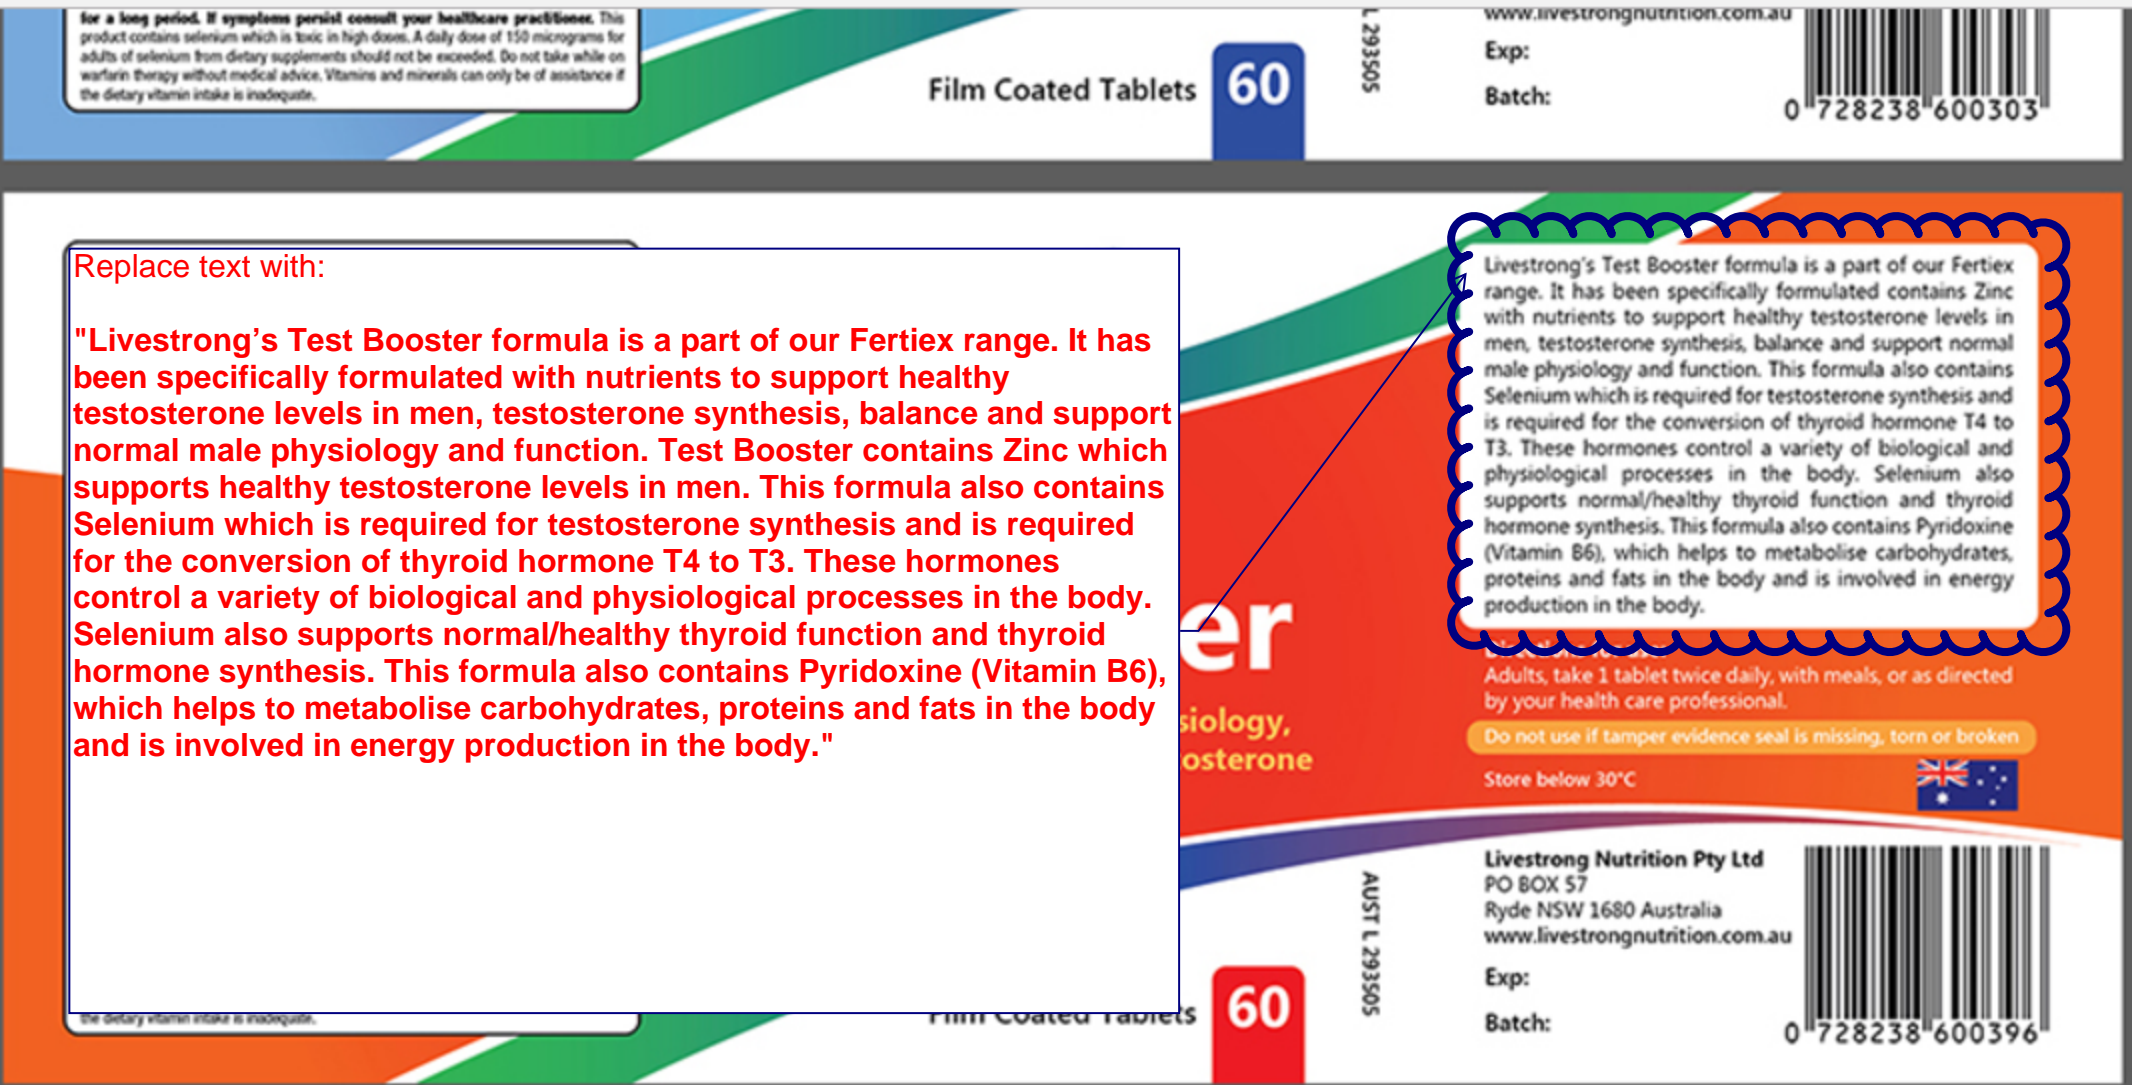 for a long period. If symptoms persist consult your healthcare practitioner. This
product contains selenium which is toxic in high doses. A daily dose of 150 micrograms for
adults of selenium from dietary supplements should not be exceeded. Do not take while on
warfarin therapy without medical advice. Vitamins and minerals can only be of assistance if
the dietary vitamin intake is inadequate.
Film Coated Tablets
60
L 293505
www.livestrongnutrition.com.au
Exp:
Batch:
0 728238 600303
Replace text with:
"Livestrong’s Test Booster formula is a part of our Fertiex range. It has
been specifically formulated with nutrients to support healthy
testosterone levels in men, testosterone synthesis, balance and support
normal male physiology and function. Test Booster contains Zinc which
supports healthy testosterone levels in men. This formula also contains
Selenium which is required for testosterone synthesis and is required
for the conversion of thyroid hormone T4 to T3. These hormones
control a variety of biological and physiological processes in the body.
Selenium also supports normal/healthy thyroid function and thyroid
hormone synthesis. This formula also contains Pyridoxine (Vitamin B6),
which helps to metabolise carbohydrates, proteins and fats in the body
and is involved in energy production in the body."
the dietary vitamin intake is inadequate.
er
siology,
osterone
Film Coated Tablets
60
AUST L 293505
Livestrong’s Test Booster formula is a part of our Fertiex
range. It has been specifically formulated contains Zinc
with nutrients to support healthy testosterone levels in
men, testosterone synthesis, balance and support normal
male physiology and function. This formula also contains
Selenium which is required for testosterone synthesis and
is required for the conversion of thyroid hormone T4 to
T3. These hormones control a variety of biological and
physiological processes in the body. Selenium also
supports normal/healthy thyroid function and thyroid
hormone synthesis. This formula also contains Pyridoxine
(Vitamin B6), which helps to metabolise carbohydrates,
proteins and fats in the body and is involved in energy
production in the body.
Adults, take 1 tablet twice daily, with meals, or as directed
by your health care professional.
Do not use if tamper evidence seal is missing, torn or broken
Store below 30°C
Livestrong Nutrition Pty Ltd
PO BOX 57
Ryde NSW 1680 Australia
www.livestrongnutrition.com.au
Exp:
Batch:
0 728238 600396